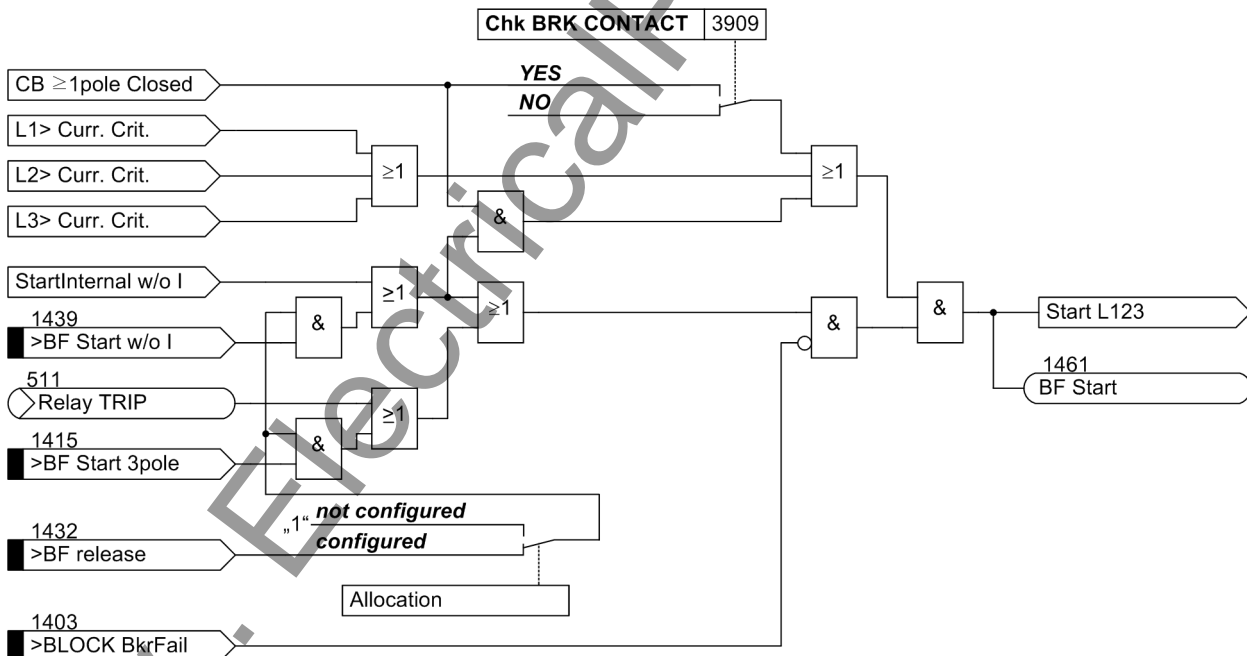 Chk BRK CONTACT 3909
CB ≥1pole Closed
YES
NO
L1> Curr. Crit.
L2> Curr. Crit.
L3> Curr. Crit.
≥1
≥1
&
StartInternal w/o I
≥1
1439
>BF Start w/o I
&
≥1
&
&
Start L123
1461
BF Start
511
Relay TRIP
≥1
1415
>BF Start 3pole
&
„1“ not configured
configured
1432
>BF release
Allocation
1403
>BLOCK BkrFail
. Electrical